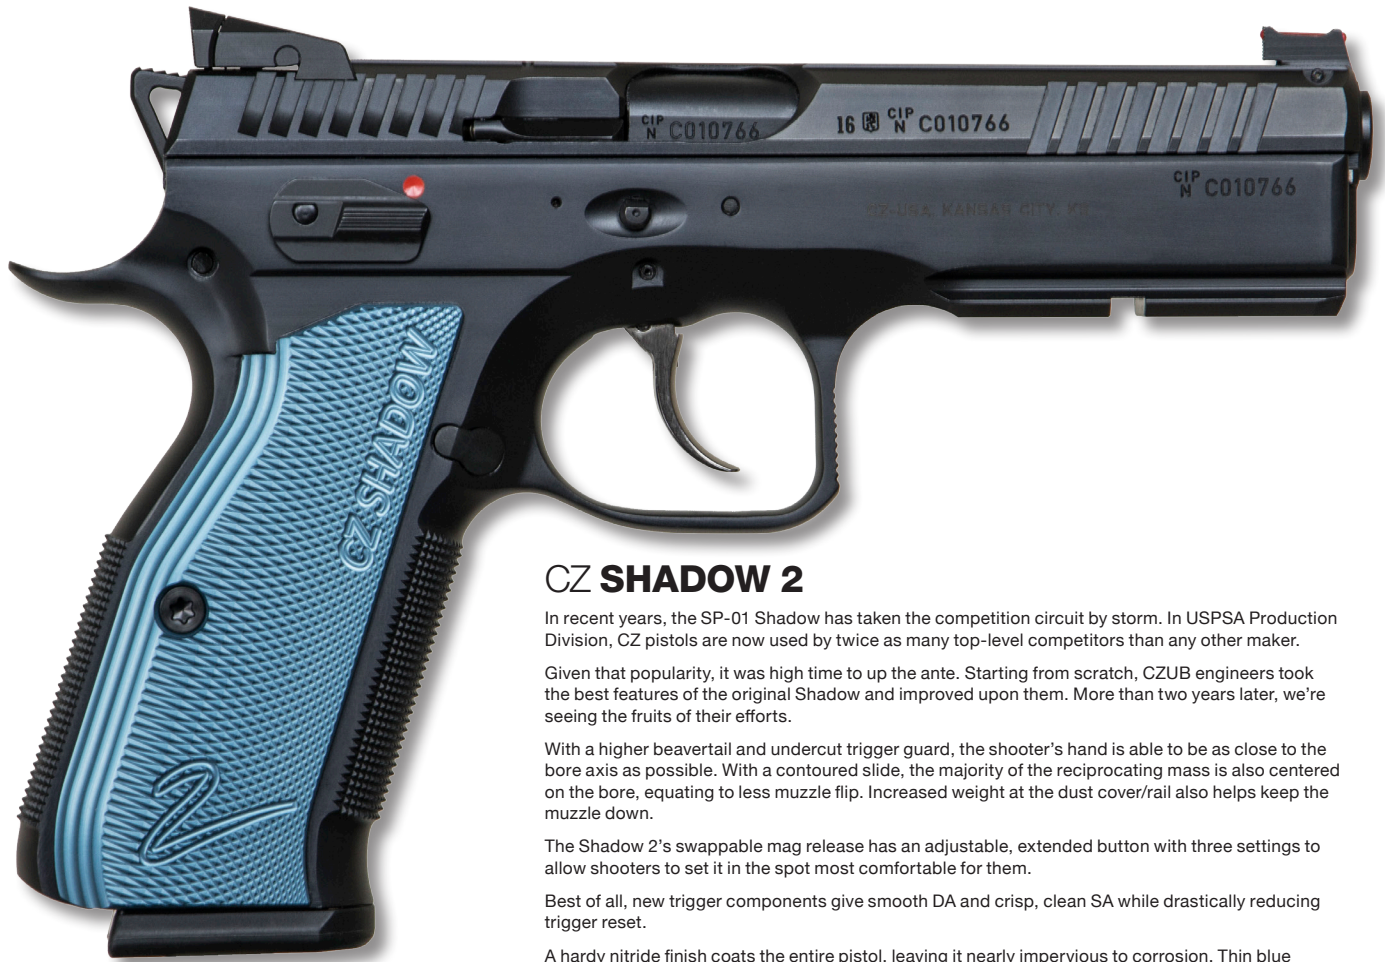 CIP
N C010766
16 CIP
N C010766
CIP
N C010766
CZ-USA, KANSAS CITY, KS
CZ SHADOW
2
CZ SHADOW 2
In recent years, the SP-01 Shadow has taken the competition circuit by storm. In USPSA Production
Division, CZ pistols are now used by twice as many top-level competitors than any other maker.
Given that popularity, it was high time to up the ante. Starting from scratch, CZUB engineers took
the best features of the original Shadow and improved upon them. More than two years later, we’re
seeing the fruits of their efforts.
With a higher beavertail and undercut trigger guard, the shooter’s hand is able to be as close to the
bore axis as possible. With a contoured slide, the majority of the reciprocating mass is also centered
on the bore, equating to less muzzle flip. Increased weight at the dust cover/rail also helps keep the
muzzle down.
The Shadow 2’s swappable mag release has an adjustable, extended button with three settings to
allow shooters to set it in the spot most comfortable for them.
Best of all, new trigger components give smooth DA and crisp, clean SA while drastically reducing
trigger reset.
A hardy nitride finish coats the entire pistol, leaving it nearly impervious to corrosion. Thin blue